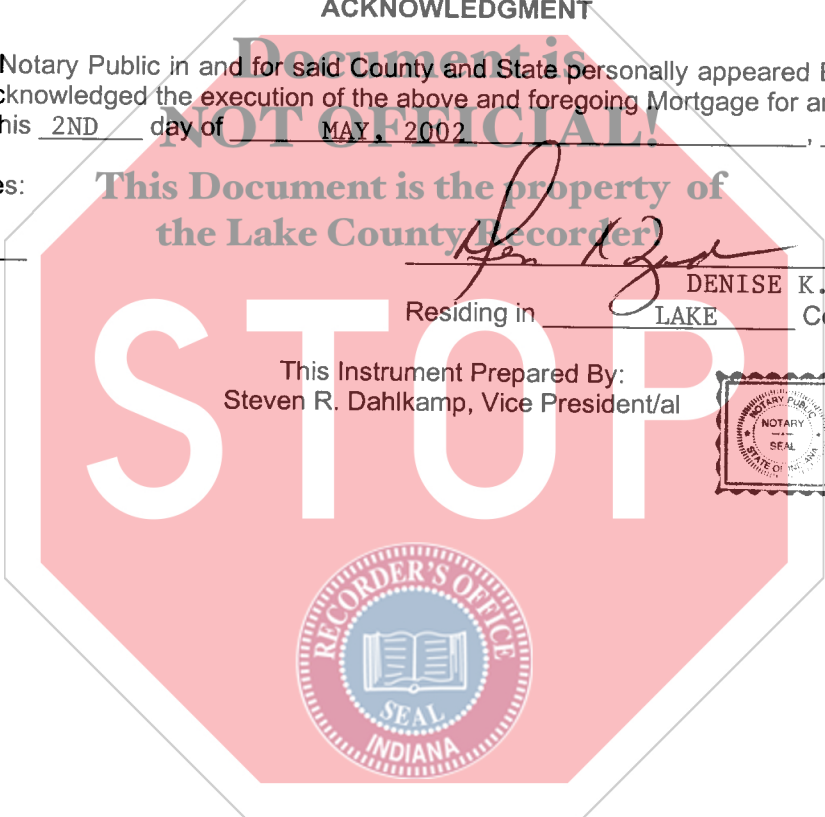 ACKNOWLEDGMENT
Document is
Notary Public in and for said County and State personally appeared
cknowledged the execution of the above and foregoing Mortgage for
his 2ND day of MAY, 2002,
NOT OFFICIAL!
es:
This Document is the property of
the Lake County Recorder!
DENISE K.
Residing in LAKE
STOP
This Instrument Prepared By:
Steven R. Dahlkamp, Vice President/al
NOTARY PUBLIC
NOTARY
SEAL
STATE OF INDIANA
RECORDER'S OFFICE
SEAL
INDIANA